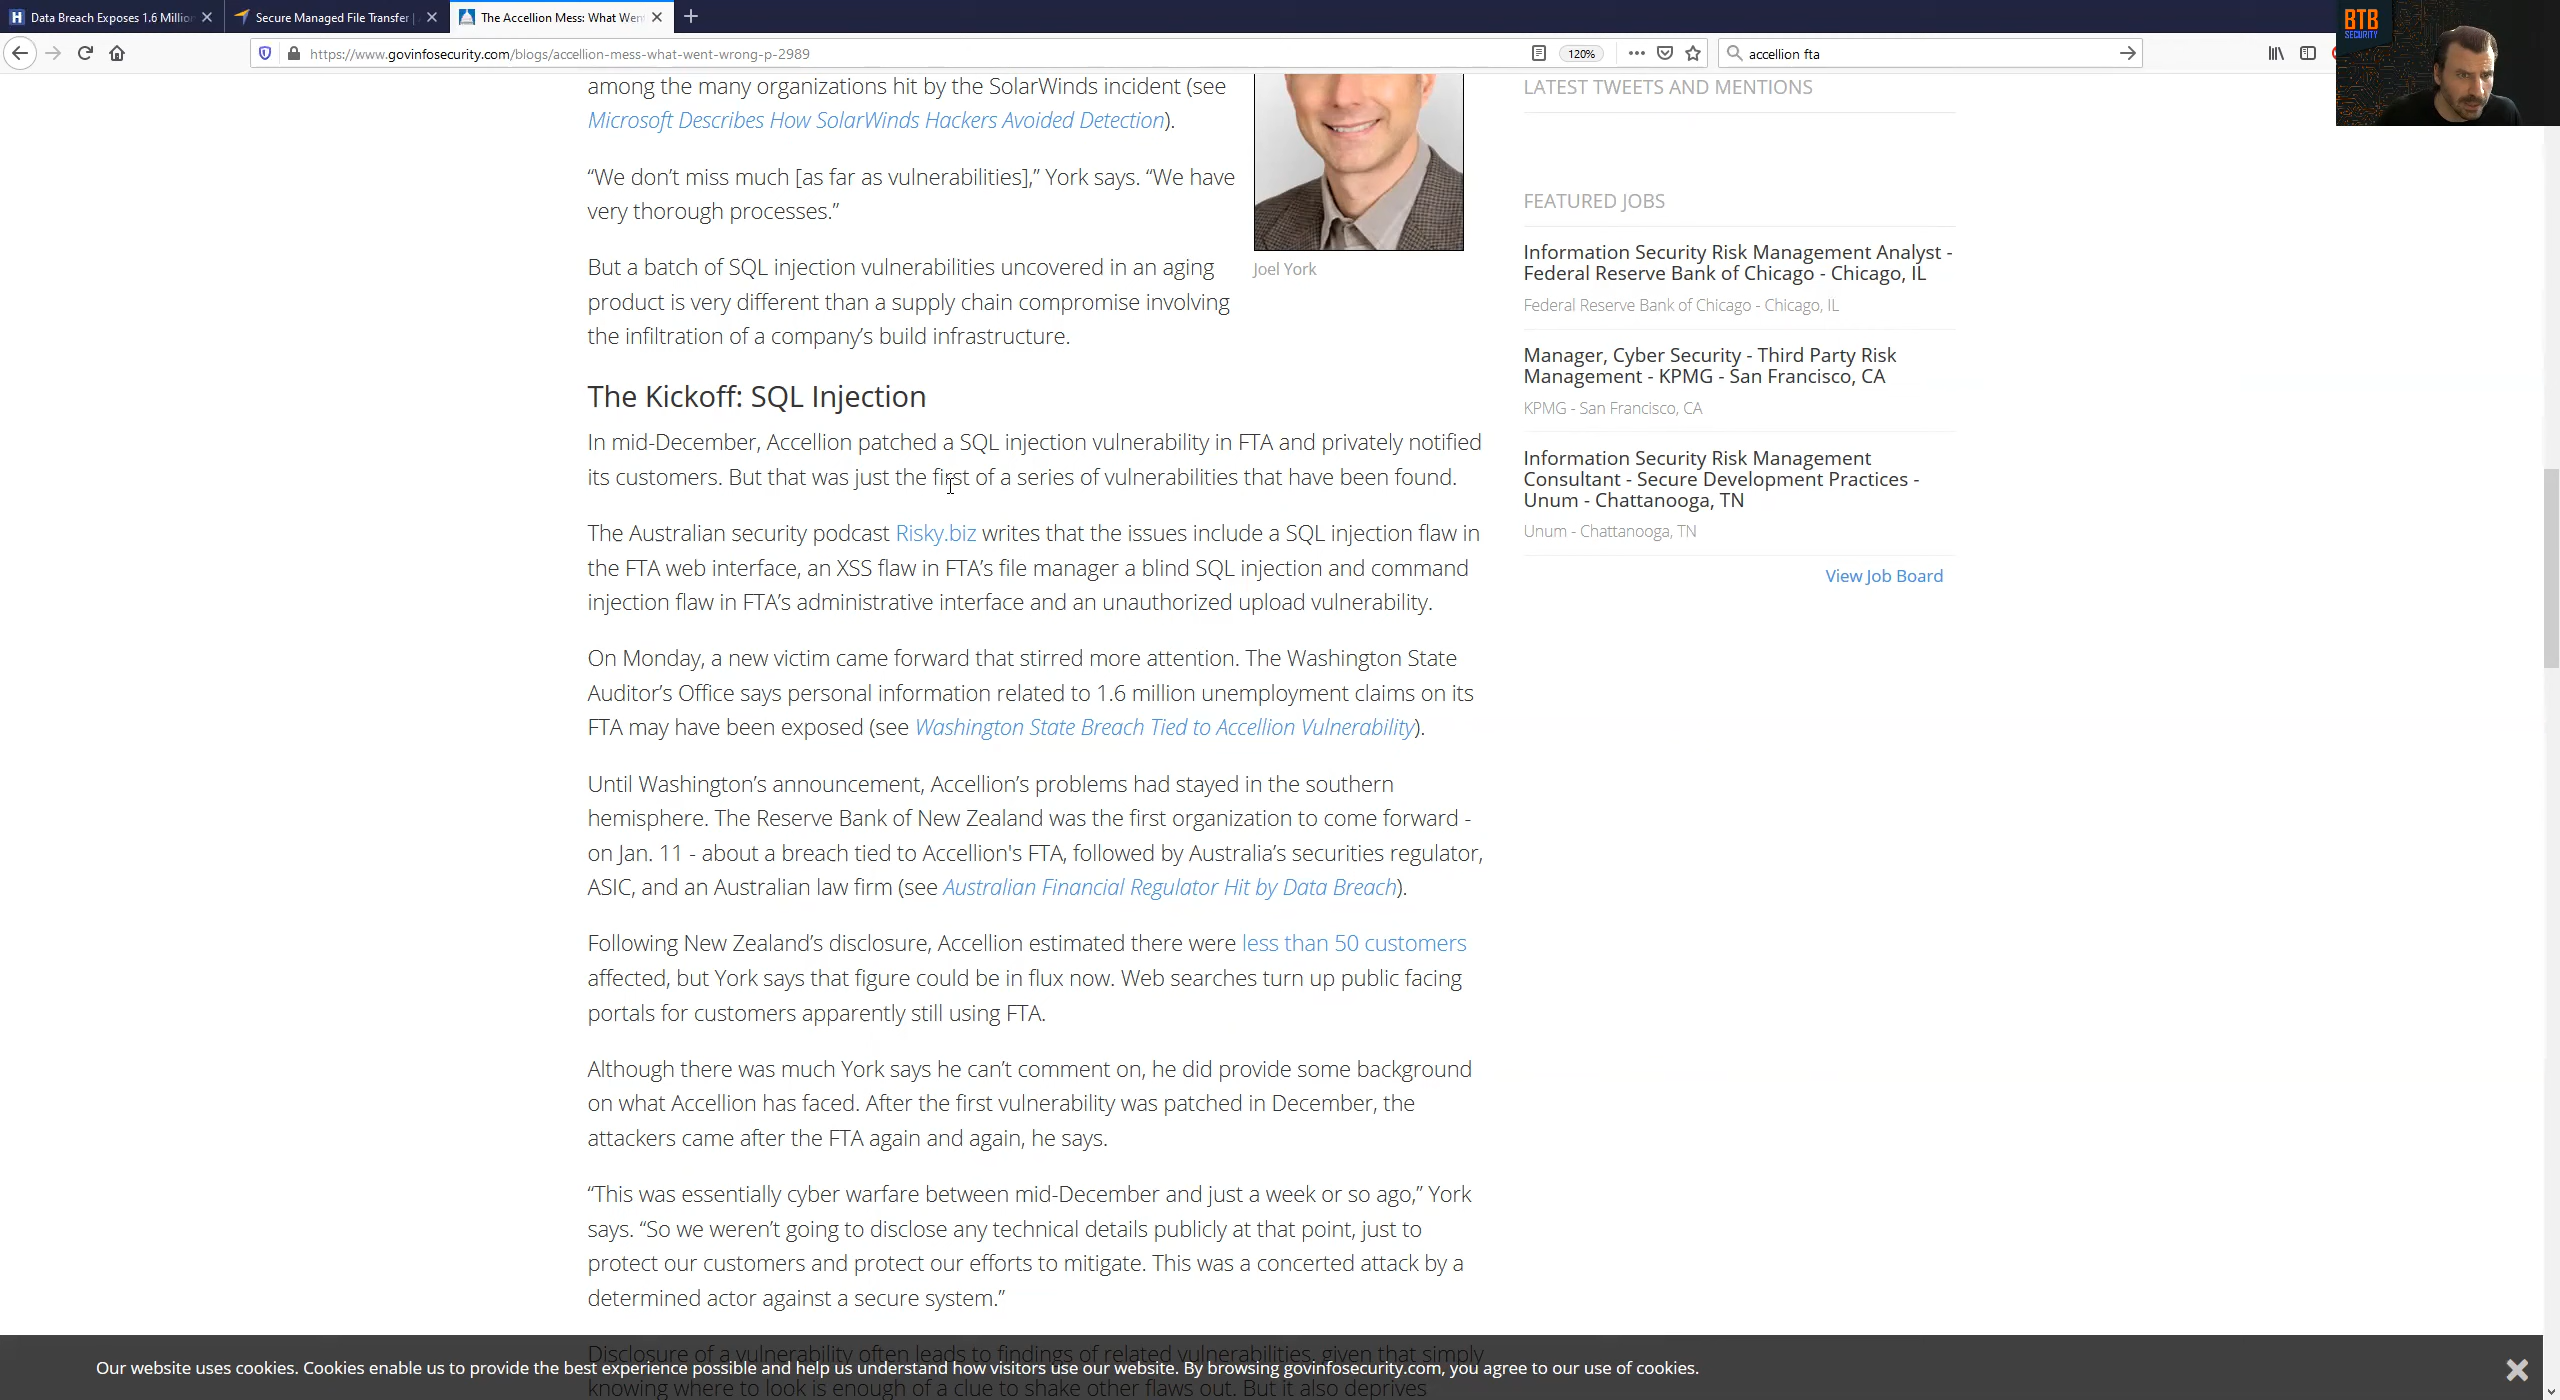 Data Breach Exposes 1.6 Millio
Secure Managed File Transfer |
The Accellion Mess: What Wen
https://www.govinfosecurity.com/blogs/accellion-mess-what-went-wrong-p-2989
120%
accellion fta
BTB
SECURITY
among the many organizations hit by the SolarWinds incident (see
Microsoft Describes How SolarWinds Hackers Avoided Detection).
“We don’t miss much [as far as vulnerabilities],” York says. “We have
very thorough processes.”
But a batch of SQL injection vulnerabilities uncovered in an aging
product is very different than a supply chain compromise involving
the infiltration of a company’s build infrastructure.
Joel York
The Kickoff: SQL Injection
In mid-December, Accellion patched a SQL injection vulnerability in FTA and privately notified
its customers. But that was just the first of a series of vulnerabilities that have been found.
The Australian security podcast Risky.biz writes that the issues include a SQL injection flaw in
the FTA web interface, an XSS flaw in FTA’s file manager a blind SQL injection and command
injection flaw in FTA’s administrative interface and an unauthorized upload vulnerability.
On Monday, a new victim came forward that stirred more attention. The Washington State
Auditor’s Office says personal information related to 1.6 million unemployment claims on its
FTA may have been exposed (see Washington State Breach Tied to Accellion Vulnerability).
Until Washington’s announcement, Accellion’s problems had stayed in the southern
hemisphere. The Reserve Bank of New Zealand was the first organization to come forward -
on Jan. 11 - about a breach tied to Accellion's FTA, followed by Australia’s securities regulator,
ASIC, and an Australian law firm (see Australian Financial Regulator Hit by Data Breach).
Following New Zealand’s disclosure, Accellion estimated there were less than 50 customers
affected, but York says that figure could be in flux now. Web searches turn up public facing
portals for customers apparently still using FTA.
Although there was much York says he can’t comment on, he did provide some background
on what Accellion has faced. After the first vulnerability was patched in December, the
attackers came after the FTA again and again, he says.
“This was essentially cyber warfare between mid-December and just a week or so ago,” York
says. “So we weren’t going to disclose any technical details publicly at that point, just to
protect our customers and protect our efforts to mitigate. This was a concerted attack by a
determined actor against a secure system.”
Disclosure of a vulnerability often leads to findings of related vulnerabilities, given that simply
knowing where to look is enough of a clue to shake other flaws out. But it also deprives
LATEST TWEETS AND MENTIONS
FEATURED JOBS
Information Security Risk Management Analyst -
Federal Reserve Bank of Chicago - Chicago, IL
Federal Reserve Bank of Chicago - Chicago, IL
Manager, Cyber Security - Third Party Risk
Management - KPMG - San Francisco, CA
KPMG - San Francisco, CA
Information Security Risk Management
Consultant - Secure Development Practices -
Unum - Chattanooga, TN
Unum - Chattanooga, TN
View Job Board
Our website uses cookies. Cookies enable us to provide the best experience possible and help us understand how visitors use our website. By browsing govinfosecurity.com, you agree to our use of cookies.